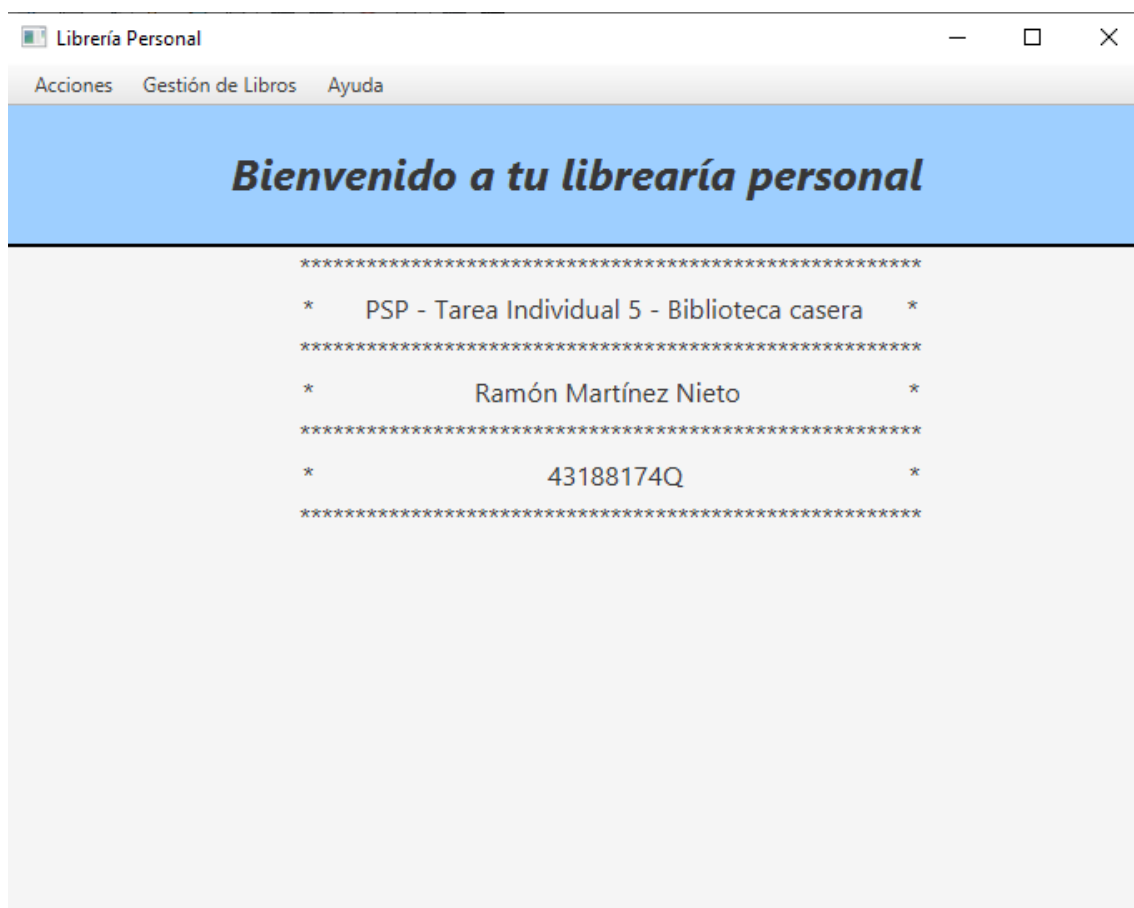 Librería Personal
Acciones Gestión de Libros Ayuda
Bienvenido a tu librearía personal
********************************************************
* PSP - Tarea Individual 5 - Biblioteca casera *
********************************************************
* Ramón Martínez Nieto *
********************************************************
* 43188174Q *
********************************************************